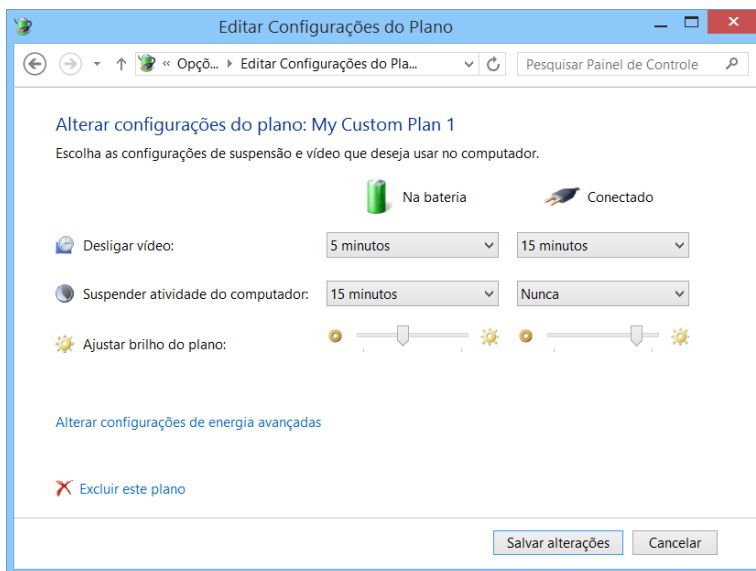 Editar Configurações do Plano
« Opçõ... Editar Configurações do Pla...
Pesquisar Painel de Controle
Alterar configurações do plano: My Custom Plan 1
Escolha as configurações de suspensão e vídeo que deseja usar no computador.
Na bateria Conectado
Desligar vídeo: 5 minutos 15 minutos
Suspender atividade do computador: 15 minutos Nunca
Ajustar brilho do plano:
Alterar configurações de energia avançadas
Excluir este plano
Salvar alterações Cancelar